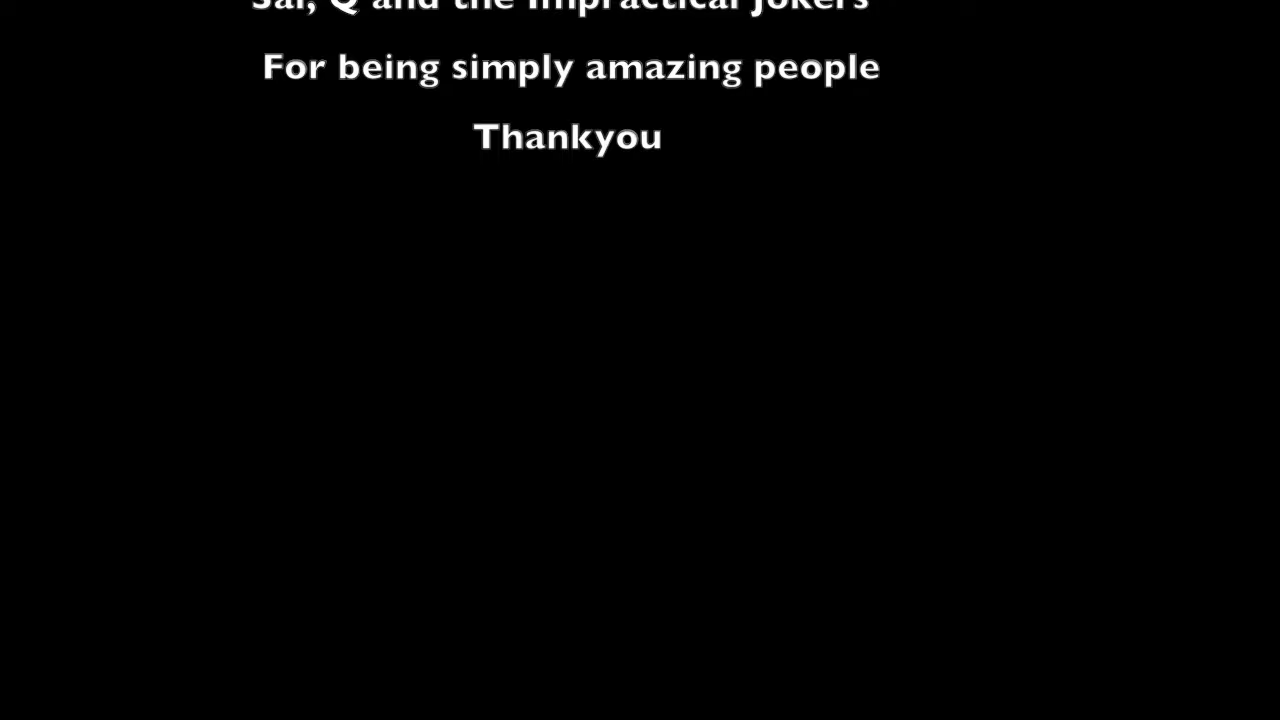 Sal, Q and the Impractical Jokers
For being simply amazing people
Thankyou